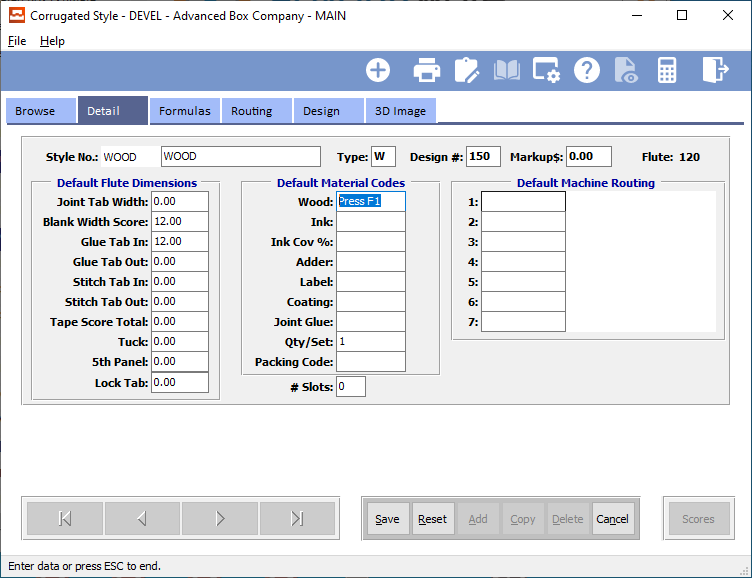 Corrugated Style - DEVEL - Advanced Box Company - MAIN
File Help
Browse Detail Formulas Routing Design 3D Image
Style No.: WOOD WOOD Type: W Design #: 150 Markup$: 0.00 Flute: 120
Default Flute Dimensions
Joint Tab Width: 0.00
Blank Width Score: 12.00
Glue Tab In: 12.00
Glue Tab Out: 0.00
Stitch Tab In: 0.00
Stitch Tab Out: 0.00
Tape Score Total: 0.00
Tuck: 0.00
5th Panel: 0.00
Lock Tab: 0.00
Default Material Codes
Wood: Press F1
Ink:
Ink Cov %:
Adder:
Label:
Coating:
Joint Glue:
Qty/Set: 1
Packing Code:
# Slots: 0
Default Machine Routing
1:
2:
3:
4:
5:
6:
7:
Save Reset Add Copy Delete Cancel Scores
Enter data or press ESC to end.